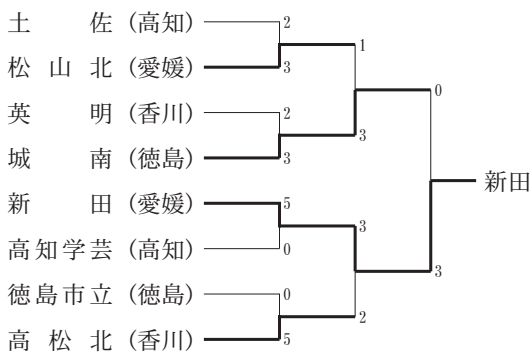 土佐 (高知) 2
松山北 (愛媛) 3
1
英明 (香川) 2
城南 (徳島) 3
3
0
新田 (愛媛) 5
高知学芸 (高知) 0
3
徳島市立 (徳島) 0
高松北 (香川) 5
2
3
新田